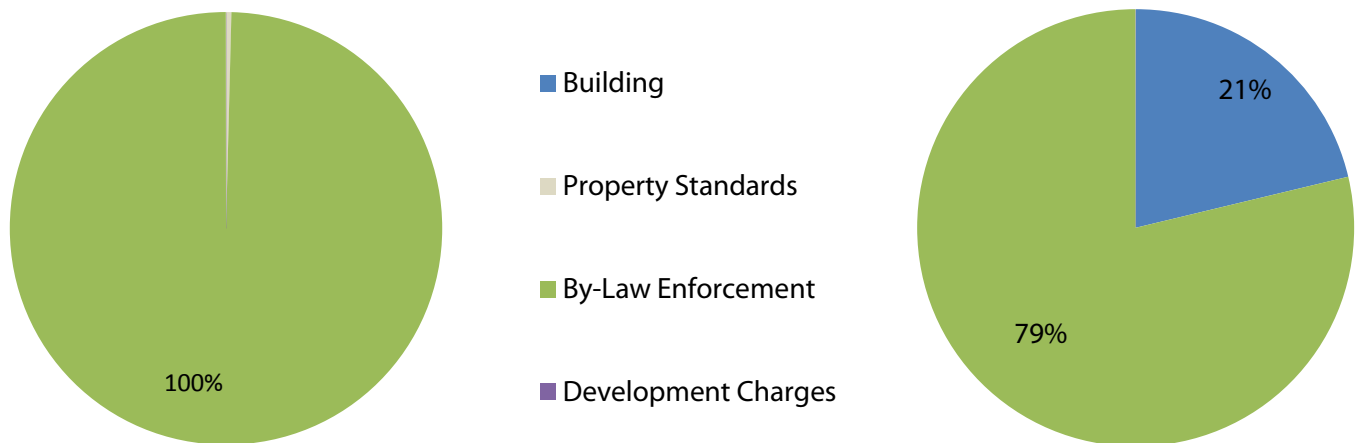 Building
21%
Property Standards
By-Law Enforcement
79%
100%
Development Charges